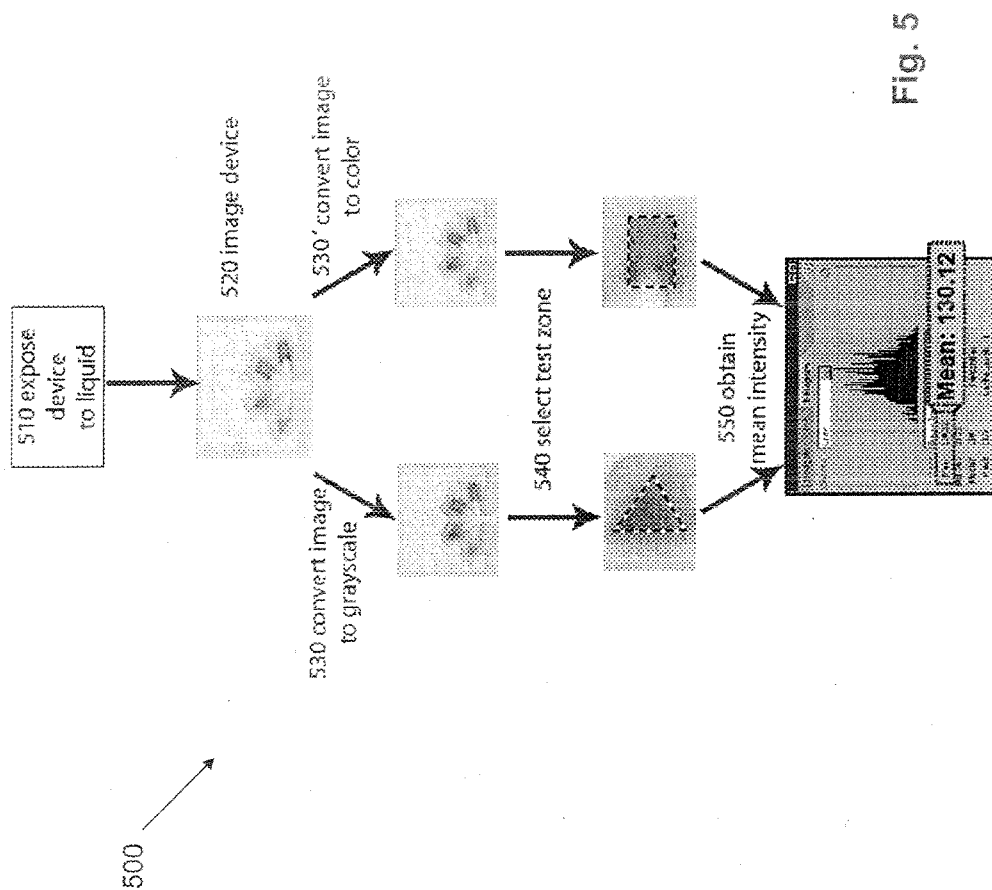 500
510 expose
device
to liquid
520 image device
530 convert image
to grayscale
530' convert image
to color
540 select test zone
550 obtain
mean intensity
Mean: 130.12
Fig. 5